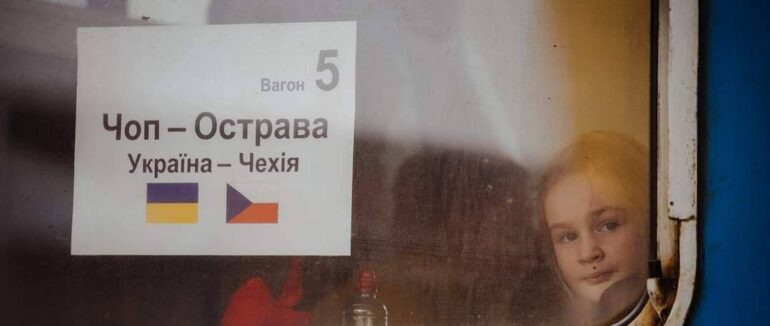 Вагон 5
Чоп – Острава
Україна – Чехія